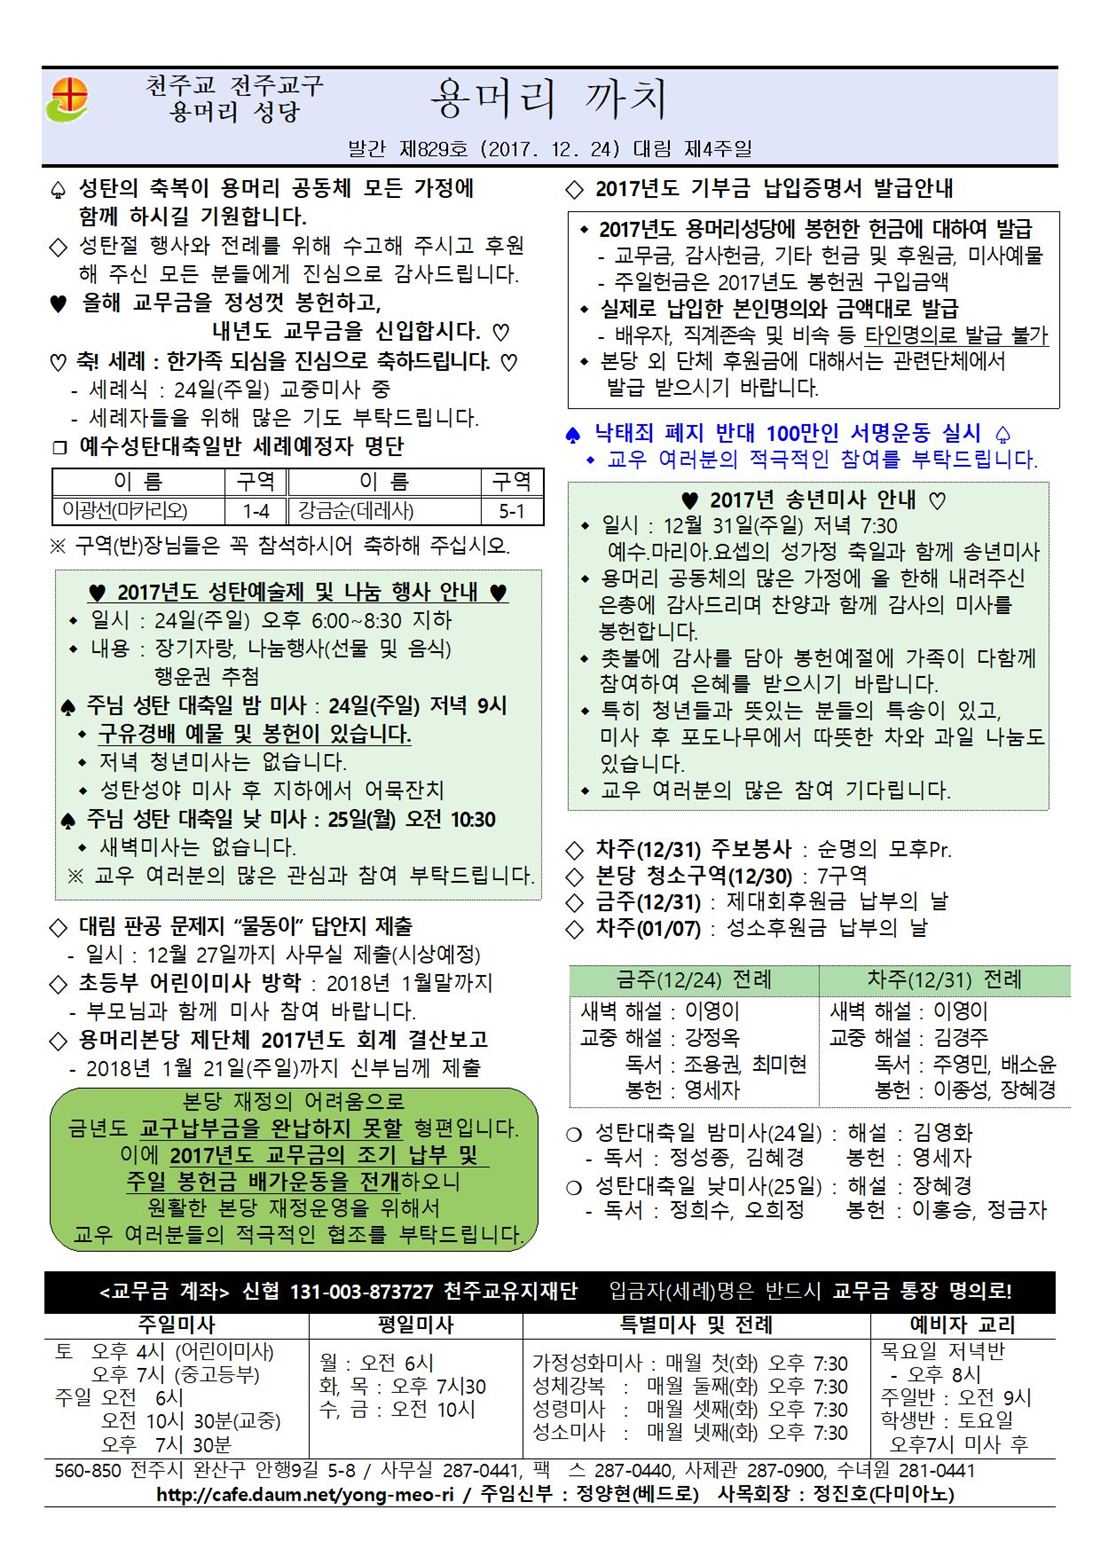 천주교 전주교구
용머리 성당
용머리 까치
발간 제829호 (2017. 12. 24) 대림 제4주일
♤ 성탄의 축복이 용머리 공동체 모든 가정에
함께 하시길 기원합니다.
◇ 성탄절 행사와 전례를 위해 수고해 주시고 후원
해 주신 모든 분들에게 진심으로 감사드립니다.
♥ 올해 교무금을 정성껏 봉헌하고,
내년도 교무금을 신입합시다. ♡
♡ 축! 세례 : 한가족 되심을 진심으로 축하드립니다. ♡
- 세례식 : 24일(주일) 교중미사 중
- 세례자들을 위해 많은 기도 부탁드립니다.
❒ 예수성탄대축일반 세례예정자 명단
이 름 구역 이 름 구역
이광선(마카리오) 1-4 강금순(데레사) 5-1
※ 구역(반)장님들은 꼭 참석하시어 축하해 주십시오.
♥ 2017년도 성탄예술제 및 나눔 행사 안내 ♥
◆ 일시 : 24일(주일) 오후 6:00~8:30 지하
◆ 내용 : 장기자랑, 나눔행사(선물 및 음식)
행운권 추첨
♠ 주님 성탄 대축일 밤 미사 : 24일(주일) 저녁 9시
◆ 구유경배 예물 및 봉헌이 있습니다.
◆ 저녁 청년미사는 없습니다.
◆ 성탄성야 미사 후 지하에서 어묵잔치
♠ 주님 성탄 대축일 낮 미사 : 25일(월) 오전 10:30
◆ 새벽미사는 없습니다.
※ 교우 여러분의 많은 관심과 참여 부탁드립니다.
◇ 대림 판공 문제지 “물동이” 답안지 제출
- 일시 : 12월 27일까지 사무실 제출(시상예정)
◇ 초등부 어린이미사 방학 : 2018년 1월말까지
- 부모님과 함께 미사 참여 바랍니다.
◇ 용머리본당 제단체 2017년도 회계 결산보고
- 2018년 1월 21일(주일)까지 신부님께 제출
본당 재정의 어려움으로
금년도 교구납부금을 완납하지 못할 형편입니다.
이에 2017년도 교무금의 조기 납부 및
주일 봉헌금 배가운동을 전개하오니
원활한 본당 재정운영을 위해서
교우 여러분들의 적극적인 협조를 부탁드립니다.
◇ 2017년도 기부금 납입증명서 발급안내
◆ 2017년도 용머리성당에 봉헌한 헌금에 대하여 발급
- 교무금, 감사헌금, 기타 헌금 및 후원금, 미사예물
- 주일헌금은 2017년도 봉헌권 구입금액
◆ 실제로 납입한 본인명의와 금액대로 발급
- 배우자, 직계존속 및 비속 등 타인명의로 발급 불가
◆ 본당 외 단체 후원금에 대해서는 관련단체에서
발급 받으시기 바랍니다.
♠ 낙태죄 폐지 반대 100만인 서명운동 실시 ♤
◆ 교우 여러분의 적극적인 참여를 부탁드립니다.
♥ 2017년 송년미사 안내 ♡
◆ 일시 : 12월 31일(주일) 저녁 7:30
예수.마리아.요셉의 성가정 축일과 함께 송년미사
◆ 용머리 공동체의 많은 가정에 올 한해 내려주신
은총에 감사드리며 찬양과 함께 감사의 미사를
봉헌합니다.
◆ 촛불에 감사를 담아 봉헌예절에 가족이 다함께
참여하여 은혜를 받으시기 바랍니다.
◆ 특히 청년들과 뜻있는 분들의 특송이 있고,
미사 후 포도나무에서 따뜻한 차와 과일 나눔도
있습니다.
◆ 교우 여러분의 많은 참여 기다립니다.
◇ 차주(12/31) 주보봉사 : 순명의 모후Pr.
◇ 본당 청소구역(12/30) : 7구역
◇ 금주(12/31) : 제대회후원금 납부의 날
◇ 차주(01/07) : 성소후원금 납부의 날
금주(12/24) 전례 차주(12/31) 전례
새벽 해설 : 이영이 새벽 해설 : 이영이
교중 해설 : 강정옥 교중 해설 : 김경주
독서 : 조용권, 최미현 독서 : 주영민, 배소윤
봉헌 : 영세자 봉헌 : 이종성, 장혜경
❍ 성탄대축일 밤미사(24일) : 해설 : 김영화
- 독서 : 정성종, 김혜경 봉헌 : 영세자
❍ 성탄대축일 낮미사(25일) : 해설 : 장혜경
- 독서 : 정희수, 오희정 봉헌 : 이홍승, 정금자
<교무금 계좌> 신협 131-003-873727 천주교유지재단 입금자(세례)명은 반드시 교무금 통장 명의로!
주일미사 평일미사 특별미사 및 전례 예비자 교리
토 오후 4시 (어린이미사)
오후 7시 (중고등부)
주일 오전 6시
오전 10시 30분(교중)
오후 7시 30분
월 : 오전 6시
화, 목 : 오후 7시30
수, 금 : 오전 10시
가정성화미사 : 매월 첫(화) 오후 7:30
성체강복 : 매월 둘째(화) 오후 7:30
성령미사 : 매월 셋째(화) 오후 7:30
성소미사 : 매월 넷째(화) 오후 7:30
목요일 저녁반
- 오후 8시
주일반 : 오전 9시
학생반 : 토요일
오후7시 미사 후
560-850 전주시 완산구 안행9길 5-8 / 사무실 287-0441, 팩 스 287-0440, 사제관 287-0900, 수녀원 281-0441
http://cafe.daum.net/yong-meo-ri / 주임신부 : 정양현(베드로) 사목회장 : 정진호(다미아노)